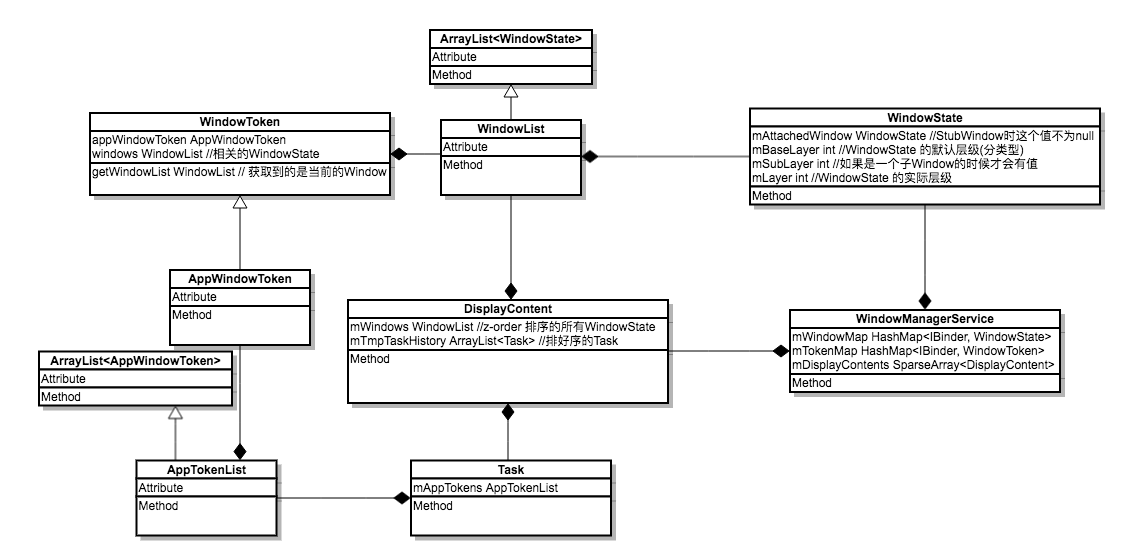 ArrayList<WindowState>
Attribute
Method
WindowToken
appWindowToken AppWindowToken
windows WindowList //相关的WindowState
getWindowList WindowList // 获取到的是当前的Window
WindowList
Attribute
Method
WindowState
mAttachedWindow WindowState //StubWindow时这个值不为null
mBaseLayer int //WindowState 的默认层级(分类型)
mSubLayer int //如果是一个子Window的时候才会有值
mLayer int //WindowState 的实际层级
Method
AppWindowToken
Attribute
Method
DisplayContent
mWindows WindowList //z-order 排序的所有WindowState
mTmpTaskHistory ArrayList<Task> //排好序的Task
Method
WindowManagerService
mWindowMap HashMap<IBinder, WindowState>
mTokenMap HashMap<IBinder, WindowToken>
mDisplayContents SparseArray<DisplayContent>
Method
ArrayList<AppWindowToken>
Attribute
Method
AppTokenList
Attribute
Method
Task
mAppTokens AppTokenList
Method